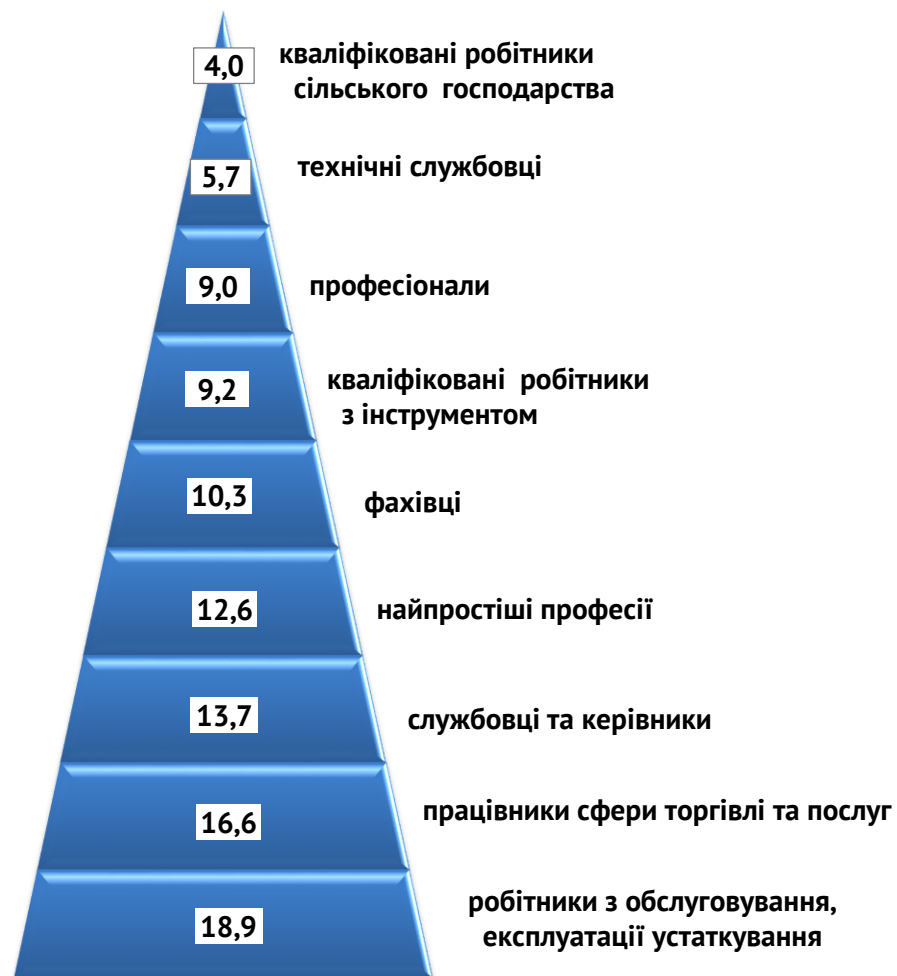 4,0
кваліфіковані робітники
сільського господарства
5,7
технічні службовці
9,0
професіонали
9,2
кваліфіковані робітники
з інструментом
10,3
фахівці
12,6
найпростіші професії
13,7
службовці та керівники
16,6
працівники сфери торгівлі та послуг
18,9
робітники з обслуговування,
експлуатації устаткування